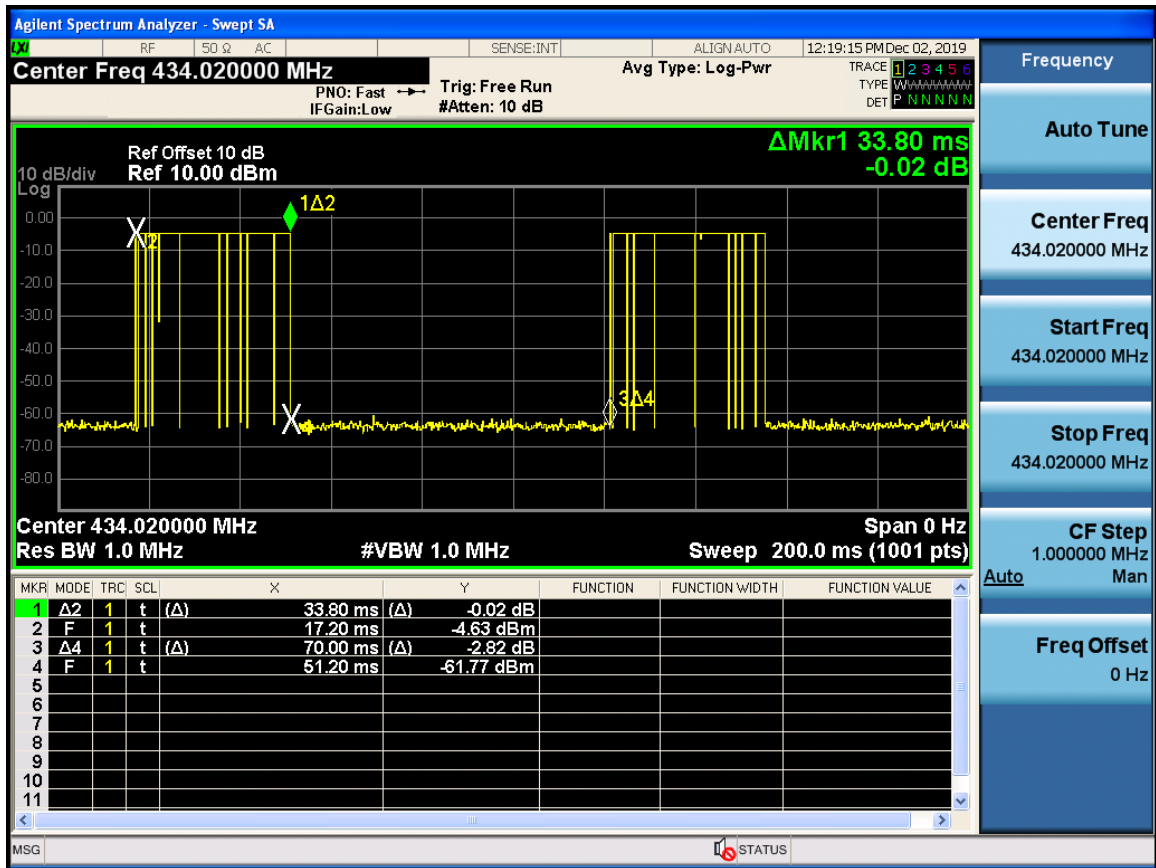 Agilent Spectrum Analyzer - Swept SA
LXI RF 50 Ω AC SENSE:INT ALIGN AUTO 12:19:15 PM Dec 02, 2019
Center Freq 434.020000 MHz
PNO: Fast
IFGain:Low
Trig: Free Run
#Atten: 10 dB
Avg Type: Log-Pwr
TRACE 1 2 3 4 5 6
TYPE WWWWWW
DET P N N N N N
ΔMkr1 33.80 ms
-0.02 dB
Ref Offset 10 dB
10 dB/div Ref 10.00 dBm
Log
0.00
-10.0
-20.0
-30.0
-40.0
-50.0
-60.0
-70.0
-80.0
1Δ2
2
3Δ4
Center 434.020000 MHz Span 0 Hz
Res BW 1.0 MHz #VBW 1.0 MHz Sweep 200.0 ms (1001 pts)
MKR MODE TRC SCL X Y FUNCTION FUNCTION WIDTH FUNCTION VALUE
1 Δ2 1 t (Δ) 33.80 ms (Δ) -0.02 dB
2 F 1 t 17.20 ms -4.63 dBm
3 Δ4 1 t (Δ) 70.00 ms (Δ) -2.82 dB
4 F 1 t 51.20 ms -61.77 dBm
5
6
7
8
9
10
11
MSG STATUS
Frequency
Auto Tune
Center Freq
434.020000 MHz
Start Freq
434.020000 MHz
Stop Freq
434.020000 MHz
CF Step
1.000000 MHz
Auto Man
Freq Offset
0 Hz